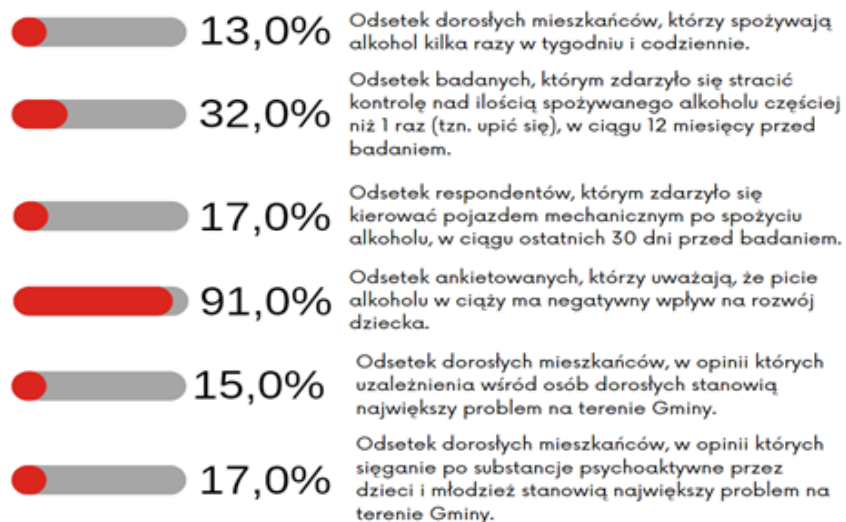 13,0%
Odsetek dorosłych mieszkańców, którzy spożywają
alkohol kilka razy w tygodniu i codziennie.
32,0%
Odsetek badanych, którym zdarzyło się stracić
kontrolę nad ilością spożywanego alkoholu częściej
niż 1 raz (tzn. upić się), w ciągu 12 miesięcy przed
badaniem.
17,0%
Odsetek respondentów, którym zdarzyło się
kierować pojazdem mechanicznym po spożyciu
alkoholu, w ciągu ostatnich 30 dni przed badaniem.
91,0%
Odsetek ankietowanych, którzy uważają, że picie
alkoholu w ciąży ma negatywny wpływ na rozwój
dziecka.
15,0%
Odsetek dorosłych mieszkańców, w opinii których
uzależnienia wśród osób dorosłych stanowią
największy problem na terenie Gminy.
17,0%
Odsetek dorosłych mieszkańców, w opinii których
sięganie po substancje psychoaktywne przez
dzieci i młodzież stanowią największy problem na
terenie Gminy.